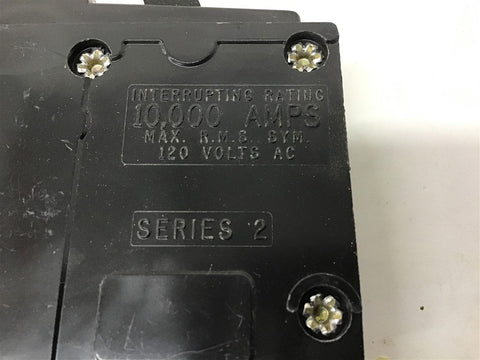 INTERRUPTING RATING
10,000 AMPS
MAX. R.M.S. SYM.
120 VOLTS AC
SERIES 2